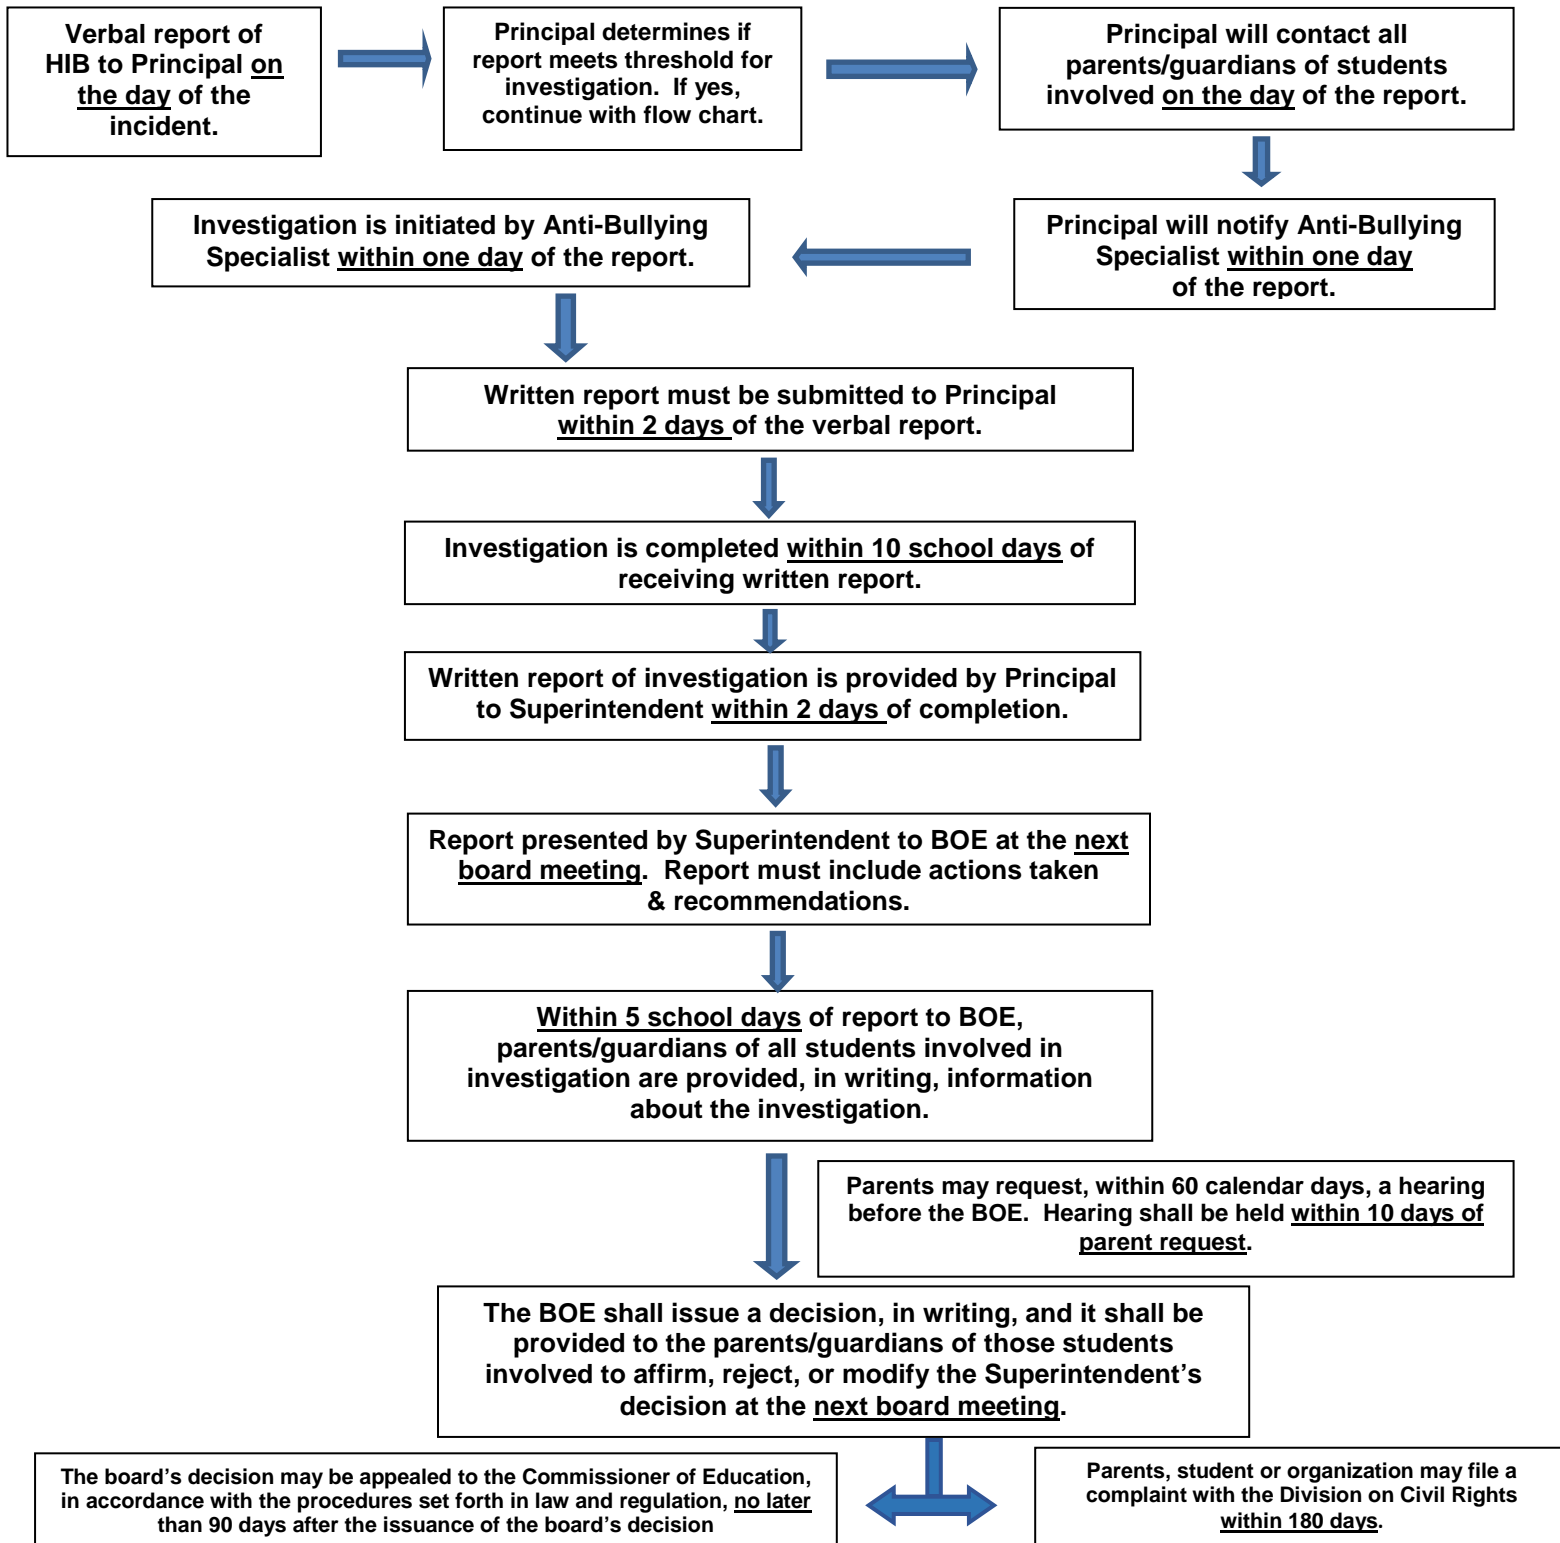 Verbal report of
HIB to Principal on
the day of the
incident.
Principal determines if
report meets threshold for
investigation.  If yes,
continue with flow chart.
Principal will contact all
parents/guardians of students
involved on the day of the report.
Principal will notify Anti-Bullying
Specialist within one day
of the report.
Investigation is initiated by Anti-Bullying
Specialist within one day of the report.
Written report must be submitted to Principal
within 2 days of the verbal report.
Investigation is completed within 10 school days of
receiving written report.
Written report of investigation is provided by Principal
to Superintendent within 2 days of completion.
Report presented by Superintendent to BOE at the next
board meeting.  Report must include actions taken
& recommendations.
Within 5 school days of report to BOE,
parents/guardians of all students involved in
investigation are provided, in writing, information
about the investigation.
Parents may request, within 60 calendar days, a hearing
before the BOE.  Hearing shall be held within 10 days of
parent request.
The BOE shall issue a decision, in writing, and it shall be
provided to the parents/guardians of those students
involved to affirm, reject, or modify the Superintendent’s
decision at the next board meeting.
The board’s decision may be appealed to the Commissioner of Education,
in accordance with the procedures set forth in law and regulation, no later
than 90 days after the issuance of the board’s decision
Parents, student or organization may file a
complaint with the Division on Civil Rights
within 180 days.